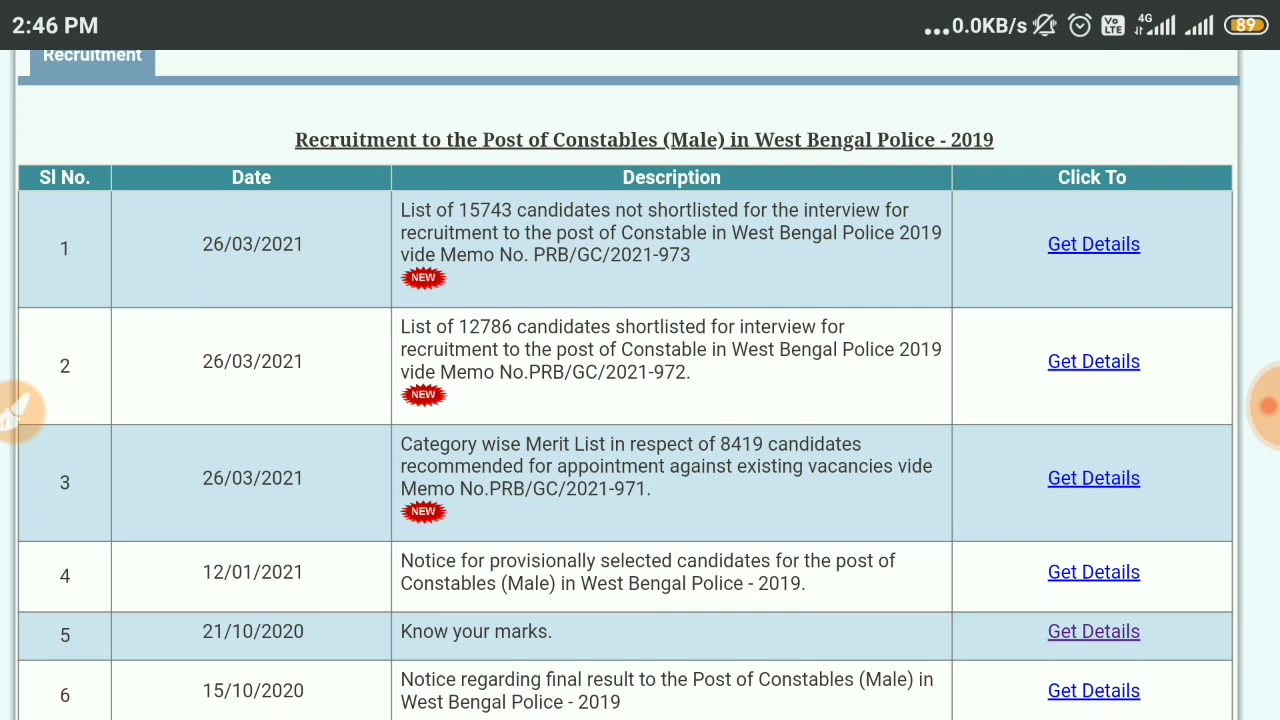 2:46 PM
...0.0KB/s
Vo LTE
4G
89
Recruitment
Recruitment to the Post of Constables (Male) in West Bengal Police - 2019
Sl No. Date Description Click To
1 26/03/2021 List of 15743 candidates not shortlisted for the interview for
recruitment to the post of Constable in West Bengal Police 2019
vide Memo No. PRB/GC/2021-973
NEW
Get Details
2 26/03/2021 List of 12786 candidates shortlisted for interview for
recruitment to the post of Constable in West Bengal Police 2019
vide Memo No.PRB/GC/2021-972.
NEW
Get Details
3 26/03/2021 Category wise Merit List in respect of 8419 candidates
recommended for appointment against existing vacancies vide
Memo No.PRB/GC/2021-971.
NEW
Get Details
4 12/01/2021 Notice for provisionally selected candidates for the post of
Constables (Male) in West Bengal Police - 2019.
Get Details
5 21/10/2020 Know your marks. Get Details
6 15/10/2020 Notice regarding final result to the Post of Constables (Male) in
West Bengal Police - 2019
Get Details